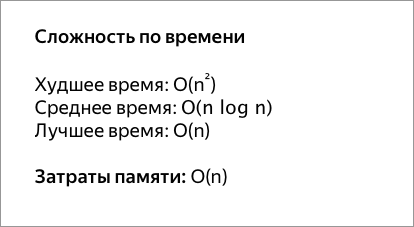 Сложность по времени
Худшее время: O(n²)
Среднее время: O(n log n)
Лучшее время: O(n)
Затраты памяти: O(n)